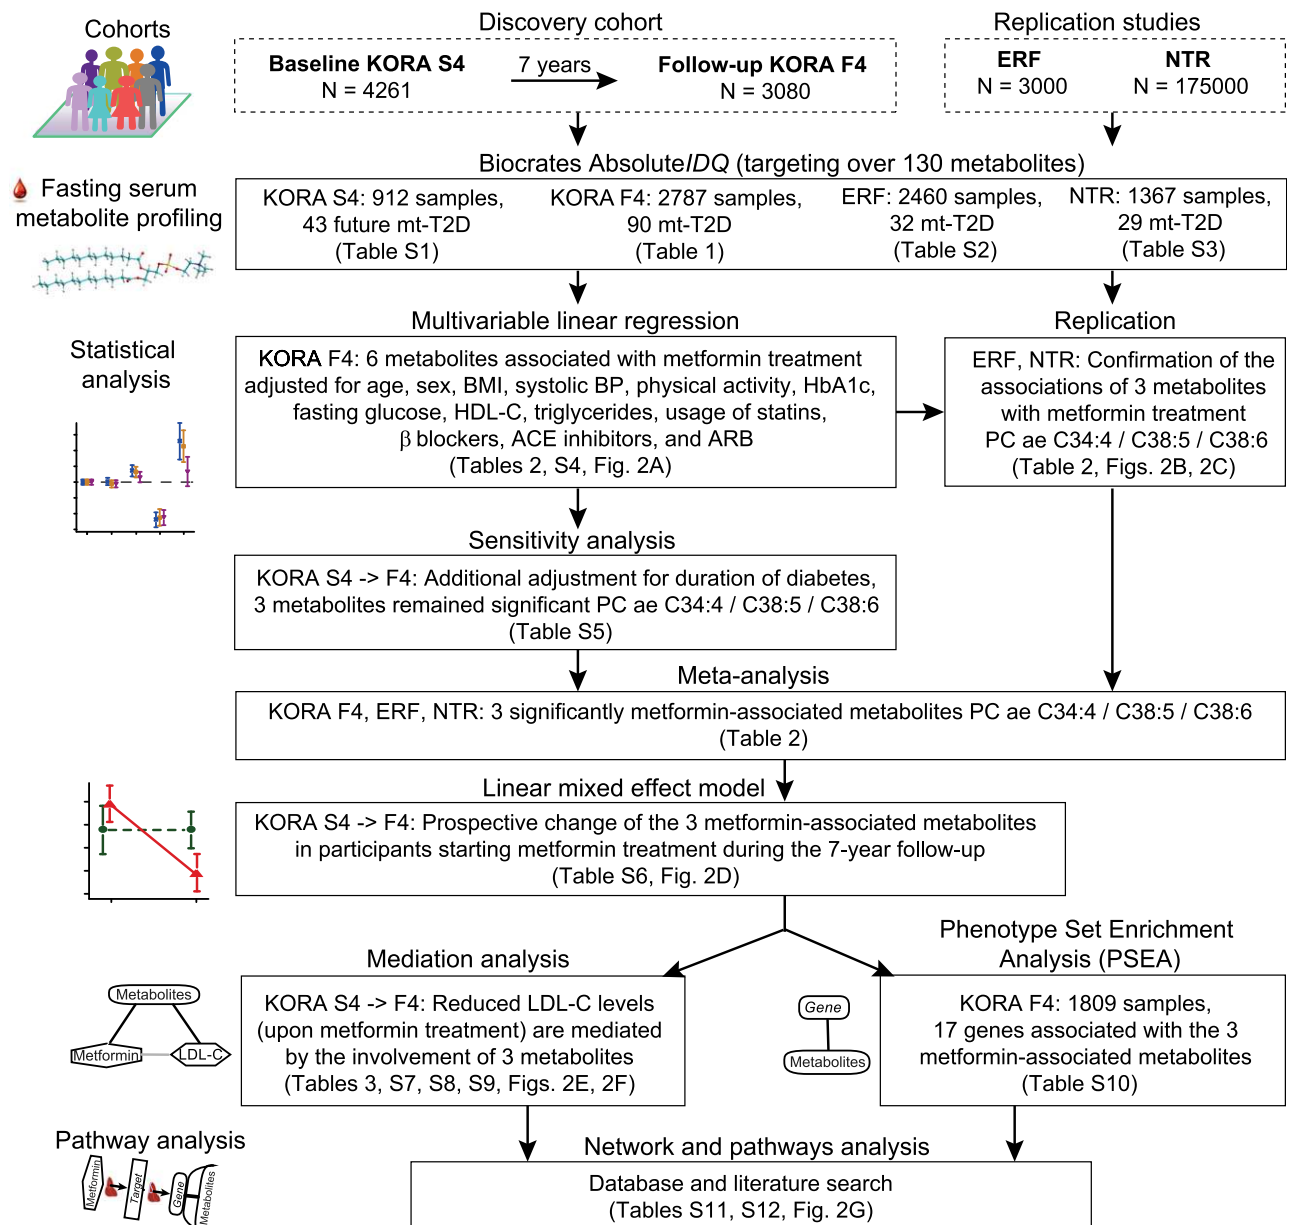 Cohorts
Discovery cohort
Replication studies
Baseline KORA S4
N = 4261
7 years
Follow-up KORA F4
N = 3080
ERF
N = 3000
NTR
N = 175000
Fasting serum
metabolite profiling
Biocrates AbsoluteIDQ (targeting over 130 metabolites)
KORA S4: 912 samples,
43 future mt-T2D
(Table S1)
KORA F4: 2787 samples,
90 mt-T2D
(Table 1)
ERF: 2460 samples,
32 mt-T2D
(Table S2)
NTR: 1367 samples,
29 mt-T2D
(Table S3)
Statistical
analysis
Multivariable linear regression
KORA F4: 6 metabolites associated with metformin treatment
adjusted for age, sex, BMI, systolic BP, physical activity, HbA1c,
fasting glucose, HDL-C, triglycerides, usage of statins,
β blockers, ACE inhibitors, and ARB
(Tables 2, S4, Fig. 2A)
Replication
ERF, NTR: Confirmation of the
associations of 3 metabolites
with metformin treatment
PC ae C34:4 / C38:5 / C38:6
(Table 2, Figs. 2B, 2C)
Sensitivity analysis
KORA S4 -> F4: Additional adjustment for duration of diabetes,
3 metabolites remained significant PC ae C34:4 / C38:5 / C38:6
(Table S5)
Meta-analysis
KORA F4, ERF, NTR: 3 significantly metformin-associated metabolites PC ae C34:4 / C38:5 / C38:6
(Table 2)
Linear mixed effect model
KORA S4 -> F4: Prospective change of the 3 metformin-associated metabolites
in participants starting metformin treatment during the 7-year follow-up
(Table S6, Fig. 2D)
Mediation analysis
Metabolites
Metformin
LDL-C
KORA S4 -> F4: Reduced LDL-C levels
(upon metformin treatment) are mediated
by the involvement of 3 metabolites
(Tables 3, S7, S8, S9, Figs. 2E, 2F)
Phenotype Set Enrichment
Analysis (PSEA)
Gene
Metabolites
KORA F4: 1809 samples,
17 genes associated with the 3
metformin-associated metabolites
(Table S10)
Pathway analysis
Metformin
Target
Gene
Metabolites
Network and pathways analysis
Database and literature search
(Tables S11, S12, Fig. 2G)